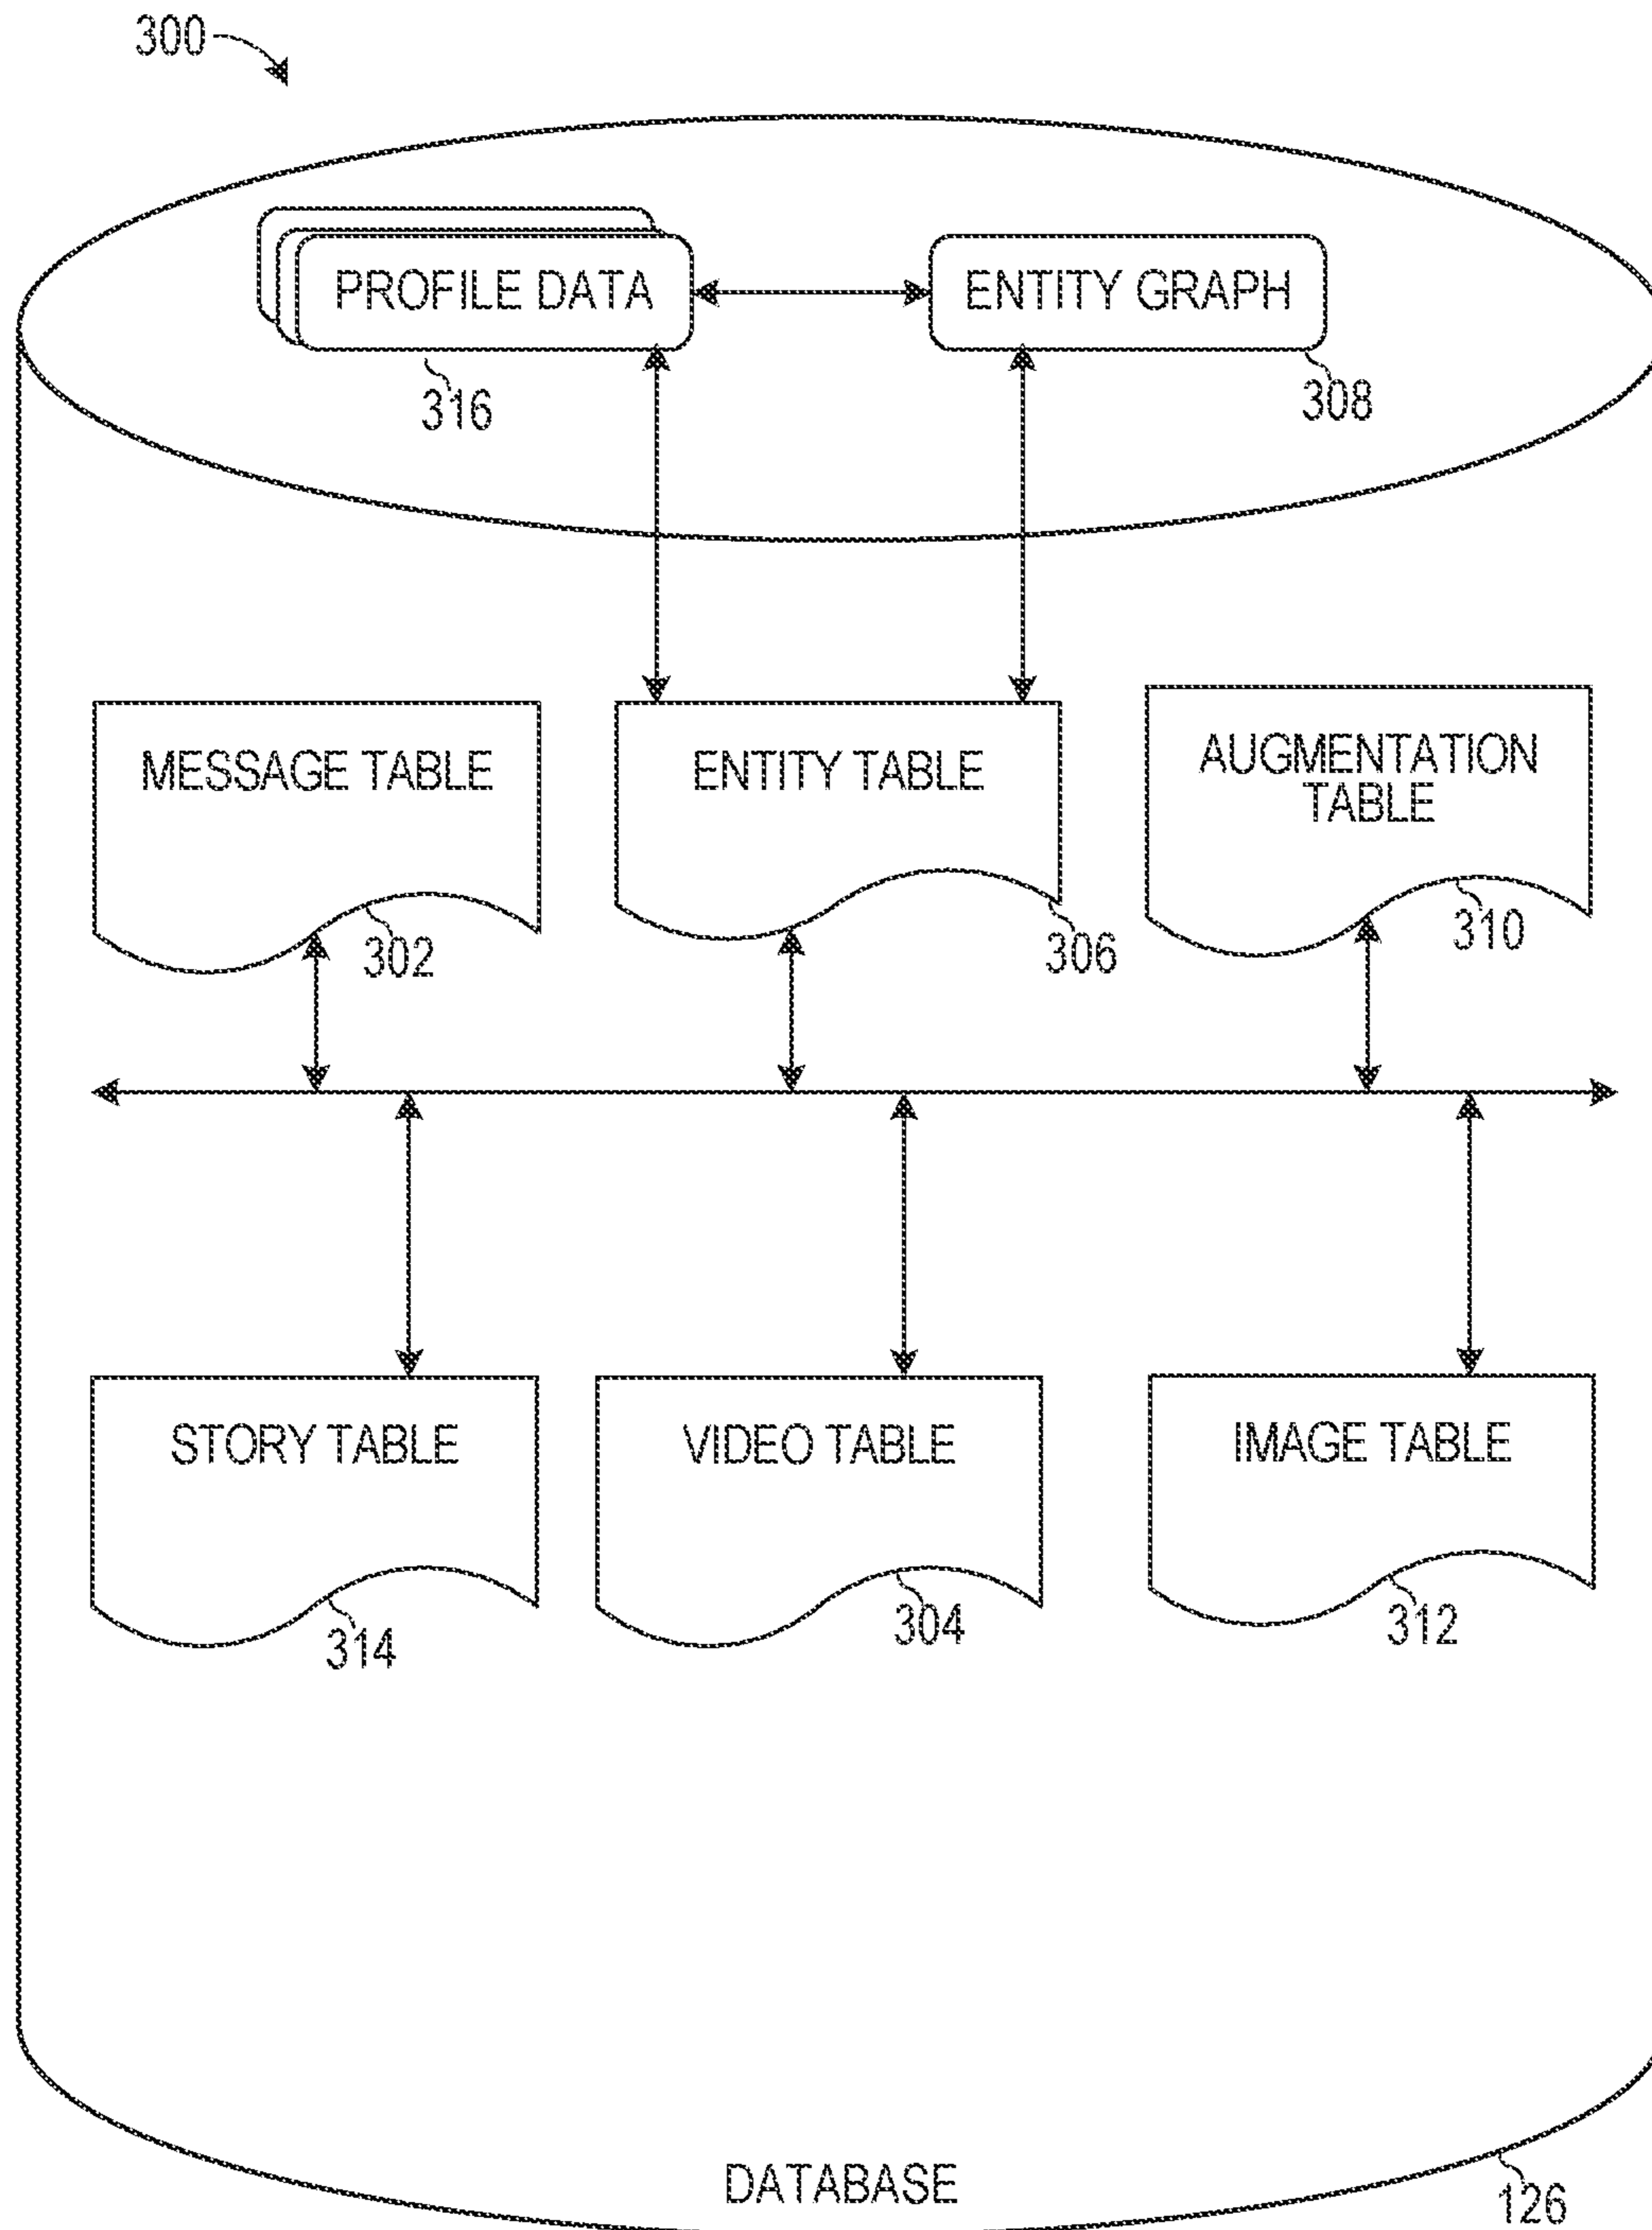 300
PROFILE DATA
ENTITY GRAPH
316
308
MESSAGE TABLE
ENTITY TABLE
AUGMENTATION
TABLE
302
306
310
STORY TABLE
VIDEO TABLE
IMAGE TABLE
314
304
312
DATABASE
126